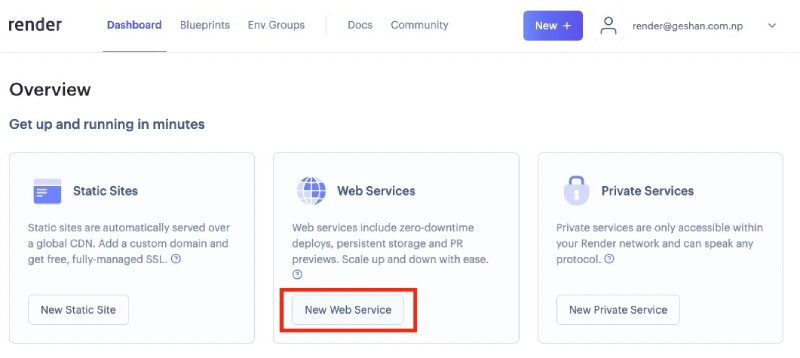 render Dashboard Blueprints Env Groups Docs Community New + render@geshan.com.np
Overview
Get up and running in minutes
Static Sites
Static sites are automatically served over
a global CDN. Add a custom domain and
get free, fully-managed SSL. ?
New Static Site
Web Services
Web services include zero-downtime
deploys, persistent storage and PR
previews. Scale up and down with ease.
?
New Web Service
Private Services
Private services are only accessible within
your Render network and can speak any
protocol. ?
New Private Service